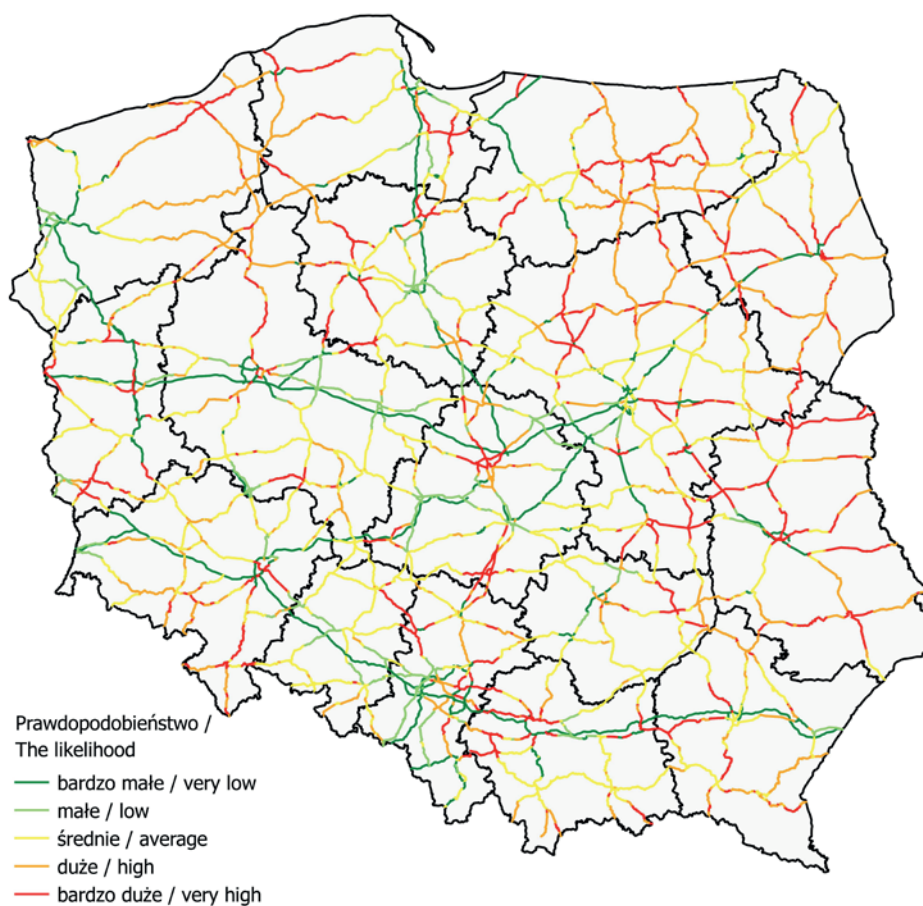 Prawdopodobieństwo /
The likelihood
bardzo małe / very low
małe / low
średnie / average
duże / high
bardzo duże / very high